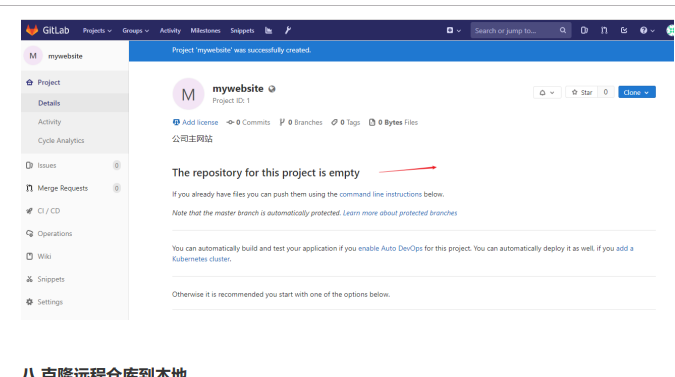 GitLab Projects Groups Activity Milestones Snippets Search or jump to...
M mywebsite
Project 'mywebsite' was successfully created.
Project
Details
Activity
Cycle Analytics
Issues 0
Merge Requests 0
CI / CD
Operations
Wiki
Snippets
Settings
M
mywebsite
Project ID: 1
Star 0 Clone
Add license 0 Commits 0 Branches 0 Tags 0 Bytes Files
公司主网站
The repository for this project is empty
If you already have files you can push them using the command line instructions below.
Note that the master branch is automatically protected. Learn more about protected branches
You can automatically build and test your application if you enable Auto DevOps for this project. You can automatically deploy it as well, if you add a
Kubernetes cluster.
Otherwise it is recommended you start with one of the options below.
八 克隆远程仓库到本地